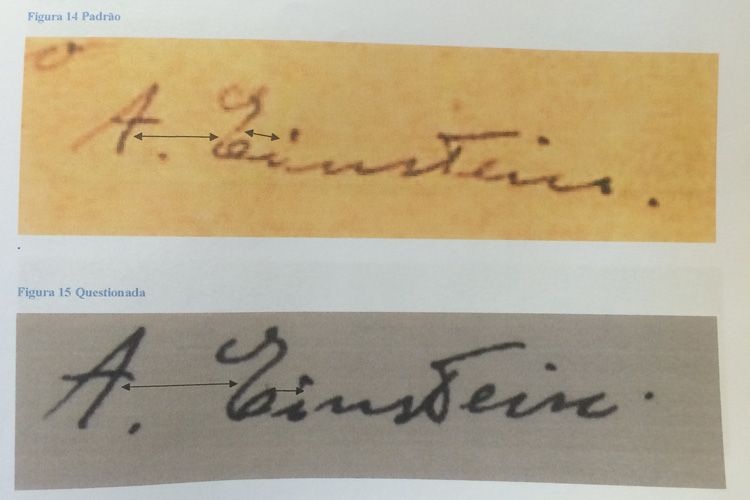 Figura 14 Padrão
A. Einstein.
Figura 15 Questionada
A. Einstein.